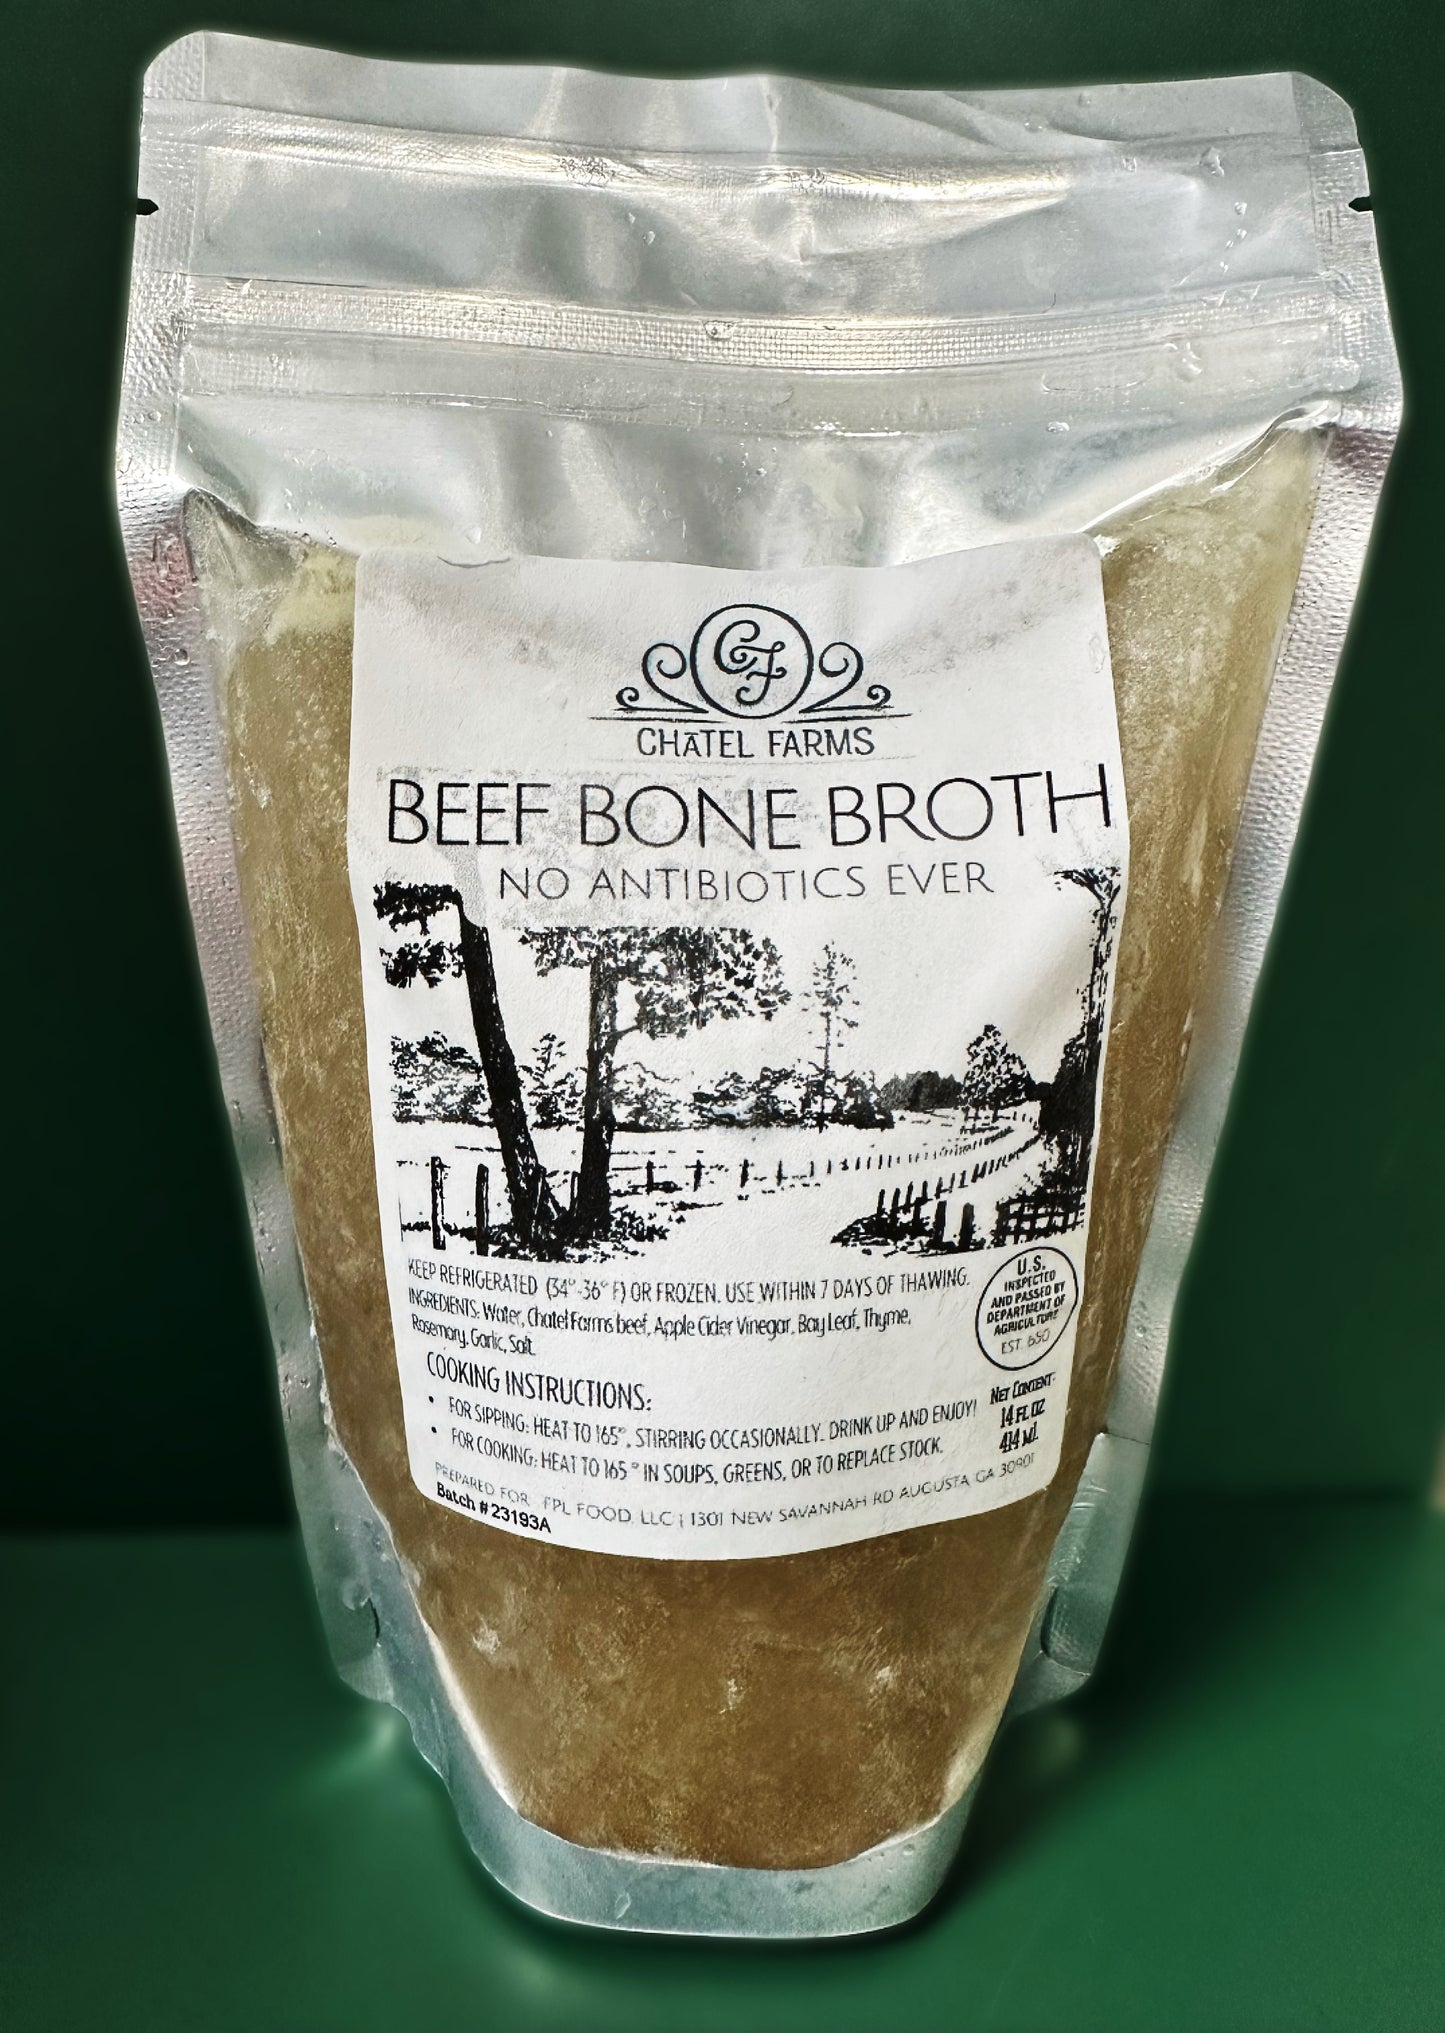 CF
CHāTEL FARMS
BEEF BONE BROTH
NO ANTIBIOTICS EVER
KEEP REFRIGERATED (34°-36° F) OR FROZEN. USE WITHIN 7 DAYS OF THAWING.
INGREDIENTS: Water, Chatel Farms beef, Apple Cider Vinegar, Bay Leaf, Thyme,
Rosemary, Garlic, Salt.
U.S.
INSPECTED
AND PASSED BY
DEPARTMENT OF
AGRICULTURE
EST. 650
COOKING INSTRUCTIONS:
• FOR SIPPING: HEAT TO 165°, STIRRING OCCASIONALLY. DRINK UP AND ENJOY!
• FOR COOKING: HEAT TO 165 ° IN SOUPS, GREENS, OR TO REPLACE STOCK.
NET CONTENT:
14 FL OZ
414 ML
PREPARED FOR FPL FOOD, LLC | 1301 NEW SAVANNAH RD AUGUSTA, GA 30901
Batch # 23193A